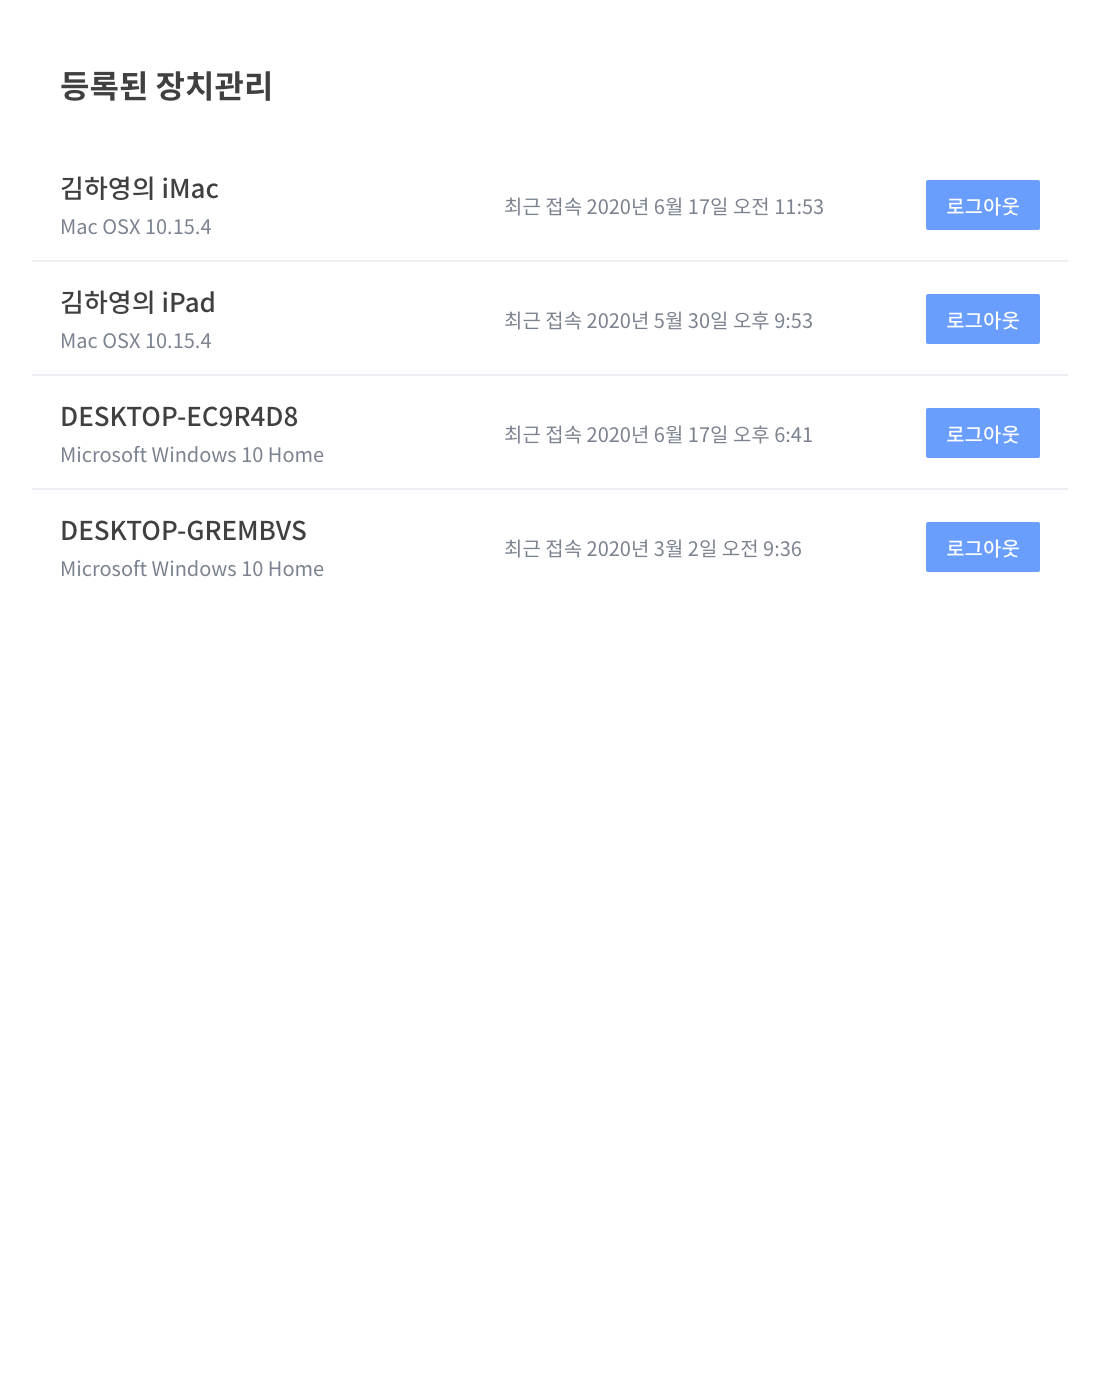 등록된 장치관리
김하영의 iMac
Mac OSX 10.15.4
최근 접속 2020년 6월 17일 오전 11:53
로그아웃
김하영의 iPad
Mac OSX 10.15.4
최근 접속 2020년 5월 30일 오후 9:53
로그아웃
DESKTOP-EC9R4D8
Microsoft Windows 10 Home
최근 접속 2020년 6월 17일 오후 6:41
로그아웃
DESKTOP-GREMBVS
Microsoft Windows 10 Home
최근 접속 2020년 3월 2일 오전 9:36
로그아웃